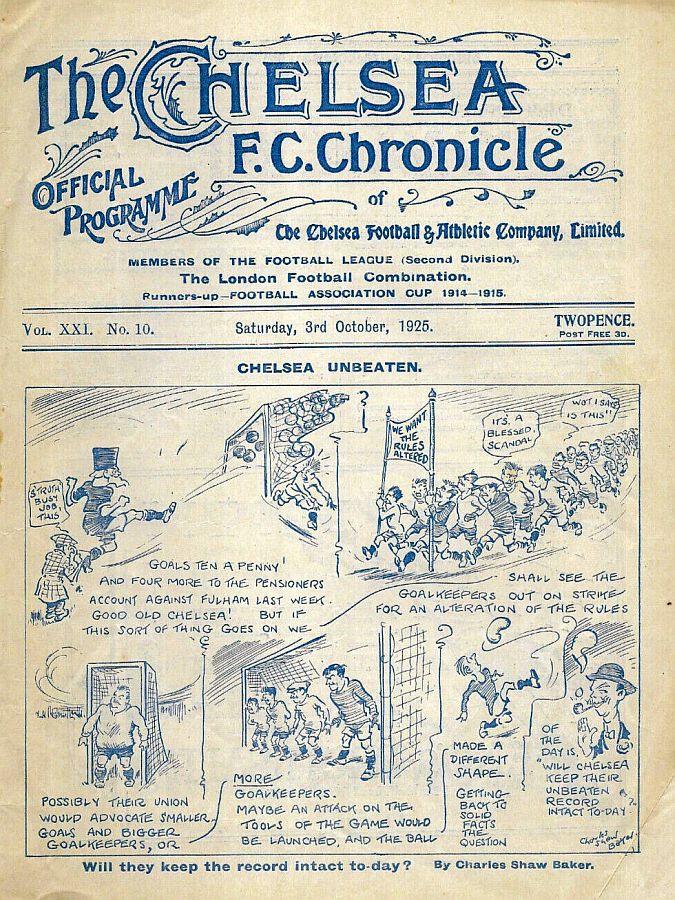 The CHELSEA
F.C. Chronicle
OFFICIAL
PROGRAMME
of
The Chelsea Football & Athletic Company, Limited.
MEMBERS OF THE FOOTBALL LEAGUE (Second Division).
The London Football Combination.
Runners-up—FOOTBALL ASSOCIATION CUP 1914-1915.
VOL. XXI. No. 10.
Saturday, 3rd October, 1925.
TWOPENCE.
POST FREE 3D.
CHELSEA UNBEATEN.
S'TRUTH
BUSY
JOB,
THIS
?
WE WANT
THE
RULES
ALTERED
IT'S A
BLESSED
SCANDAL
WOT I SAYS
IS THIS"
GOALS TEN A PENNY!
AND FOUR MORE TO THE PENSIONERS
ACCOUNT AGAINST FULHAM LAST WEEK.
GOOD OLD CHELSEA! BUT IF
THIS SORT OF THING GOES ON WE
SHALL SEE THE
GOALKEEPERS OUT ON STRIKE
FOR AN ALTERATION OF THE RULES
POSSIBLY THEIR UNION
WOULD ADVOCATE SMALLER
GOALS AND BIGGER
GOALKEEPERS, OR
MORE
GOALKEEPERS.
MAYBE AN ATTACK ON THE
TOOLS OF THE GAME WOULD
BE LAUNCHED, AND THE BALL
MADE A
DIFFERENT
SHAPE.
GETTING
BACK TO
SOLID
FACTS
THE
QUESTION
OF
THE
DAY IS,
"WILL CHELSEA
KEEP THEIR
UNBEATEN
RECORD
INTACT TO-DAY?
Charles
Shaw
Baker
Will they keep the record intact to-day? By Charles Shaw Baker.